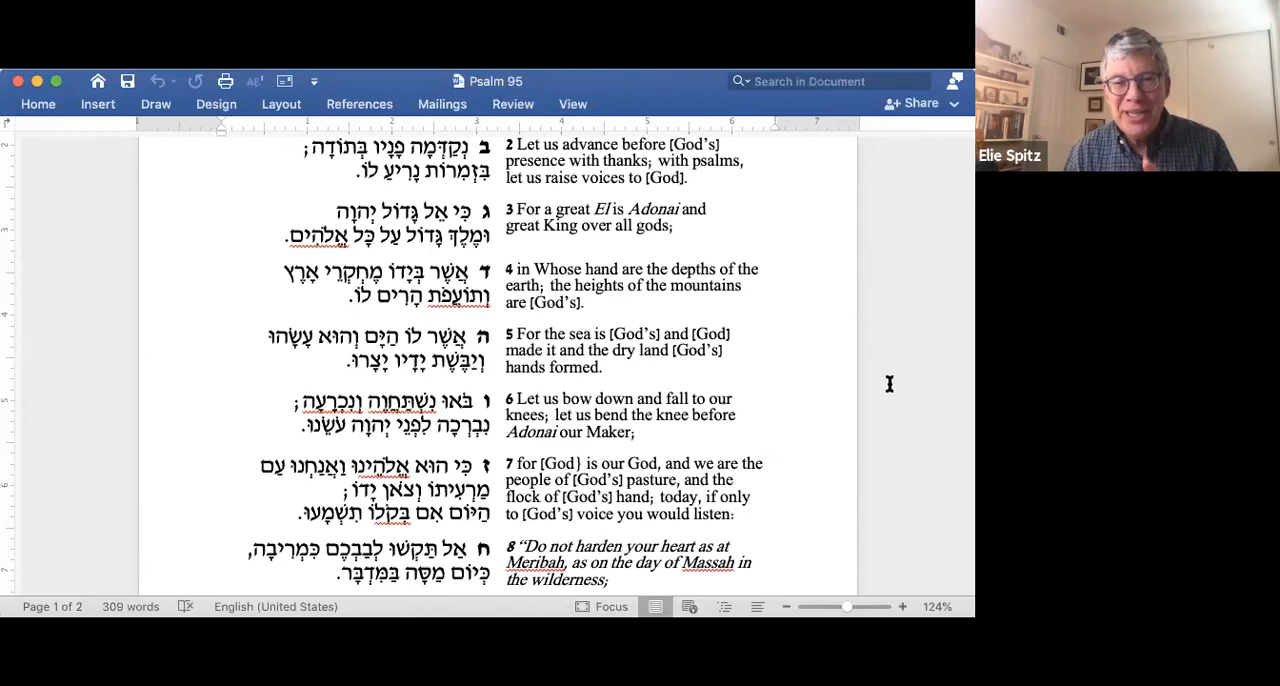 Psalm 95
Search in Document
Home Insert Draw Design Layout References Mailings Review View
Share
1 1 2 3 4 5 6 7
ב נְקַדְּמָה פָנָיו בְּתוֹדָה;
בִּזְמִרוֹת נָרִיעַ לוֹ.
2 Let us advance before [God's]
presence with thanks; with psalms,
let us raise voices to [God].
ג כִּי אֵל גָּדוֹל יְהוָה
וּמֶלֶךְ גָּדוֹל עַל כָּל אֱלֹהִים.
3 For a great El is Adonai and
great King over all gods;
ד אֲשֶׁר בְּיָדוֹ מֶחְקְרֵי אָרֶץ
וְתוֹעֲפֹת הָרִים לוֹ.
4 in Whose hand are the depths of the
earth; the heights of the mountains
are [God's].
ה אֲשֶׁר לוֹ הַיָּם וְהוּא עָשָׂהוּ
וְיַבֶּשֶׁת יָדָיו יָצָרוּ.
5 For the sea is [God's] and [God]
made it and the dry land [God's]
hands formed.
ו בֹּאוּ נִשְׁתַּחֲוֶה וְנִכְרָעָה;
נִבְרְכָה לִפְנֵי יְהוָה עֹשֵׂנוּ.
6 Let us bow down and fall to our
knees; let us bend the knee before
Adonai our Maker;
ז כִּי הוּא אֱלֹהֵינוּ וַאֲנַחְנוּ עַם
מַרְעִיתוֹ וְצֹאן יָדוֹ;
הַיּוֹם אִם בְּקֹלוֹ תִשְׁמָעוּ.
7 for [God} is our God, and we are the
people of [God's] pasture, and the
flock of [God's] hand; today, if only
to [God's] voice you would listen:
ח אַל תַּקְשׁוּ לְבַבְכֶם כִּמְרִיבָה,
כְּיוֹם מַסָּה בַּמִּדְבָּר.
8 “Do not harden your heart as at
Meribah, as on the day of Massah in
the wilderness;
Page 1 of 2 309 words English (United States) Focus 124%
Elie Spitz